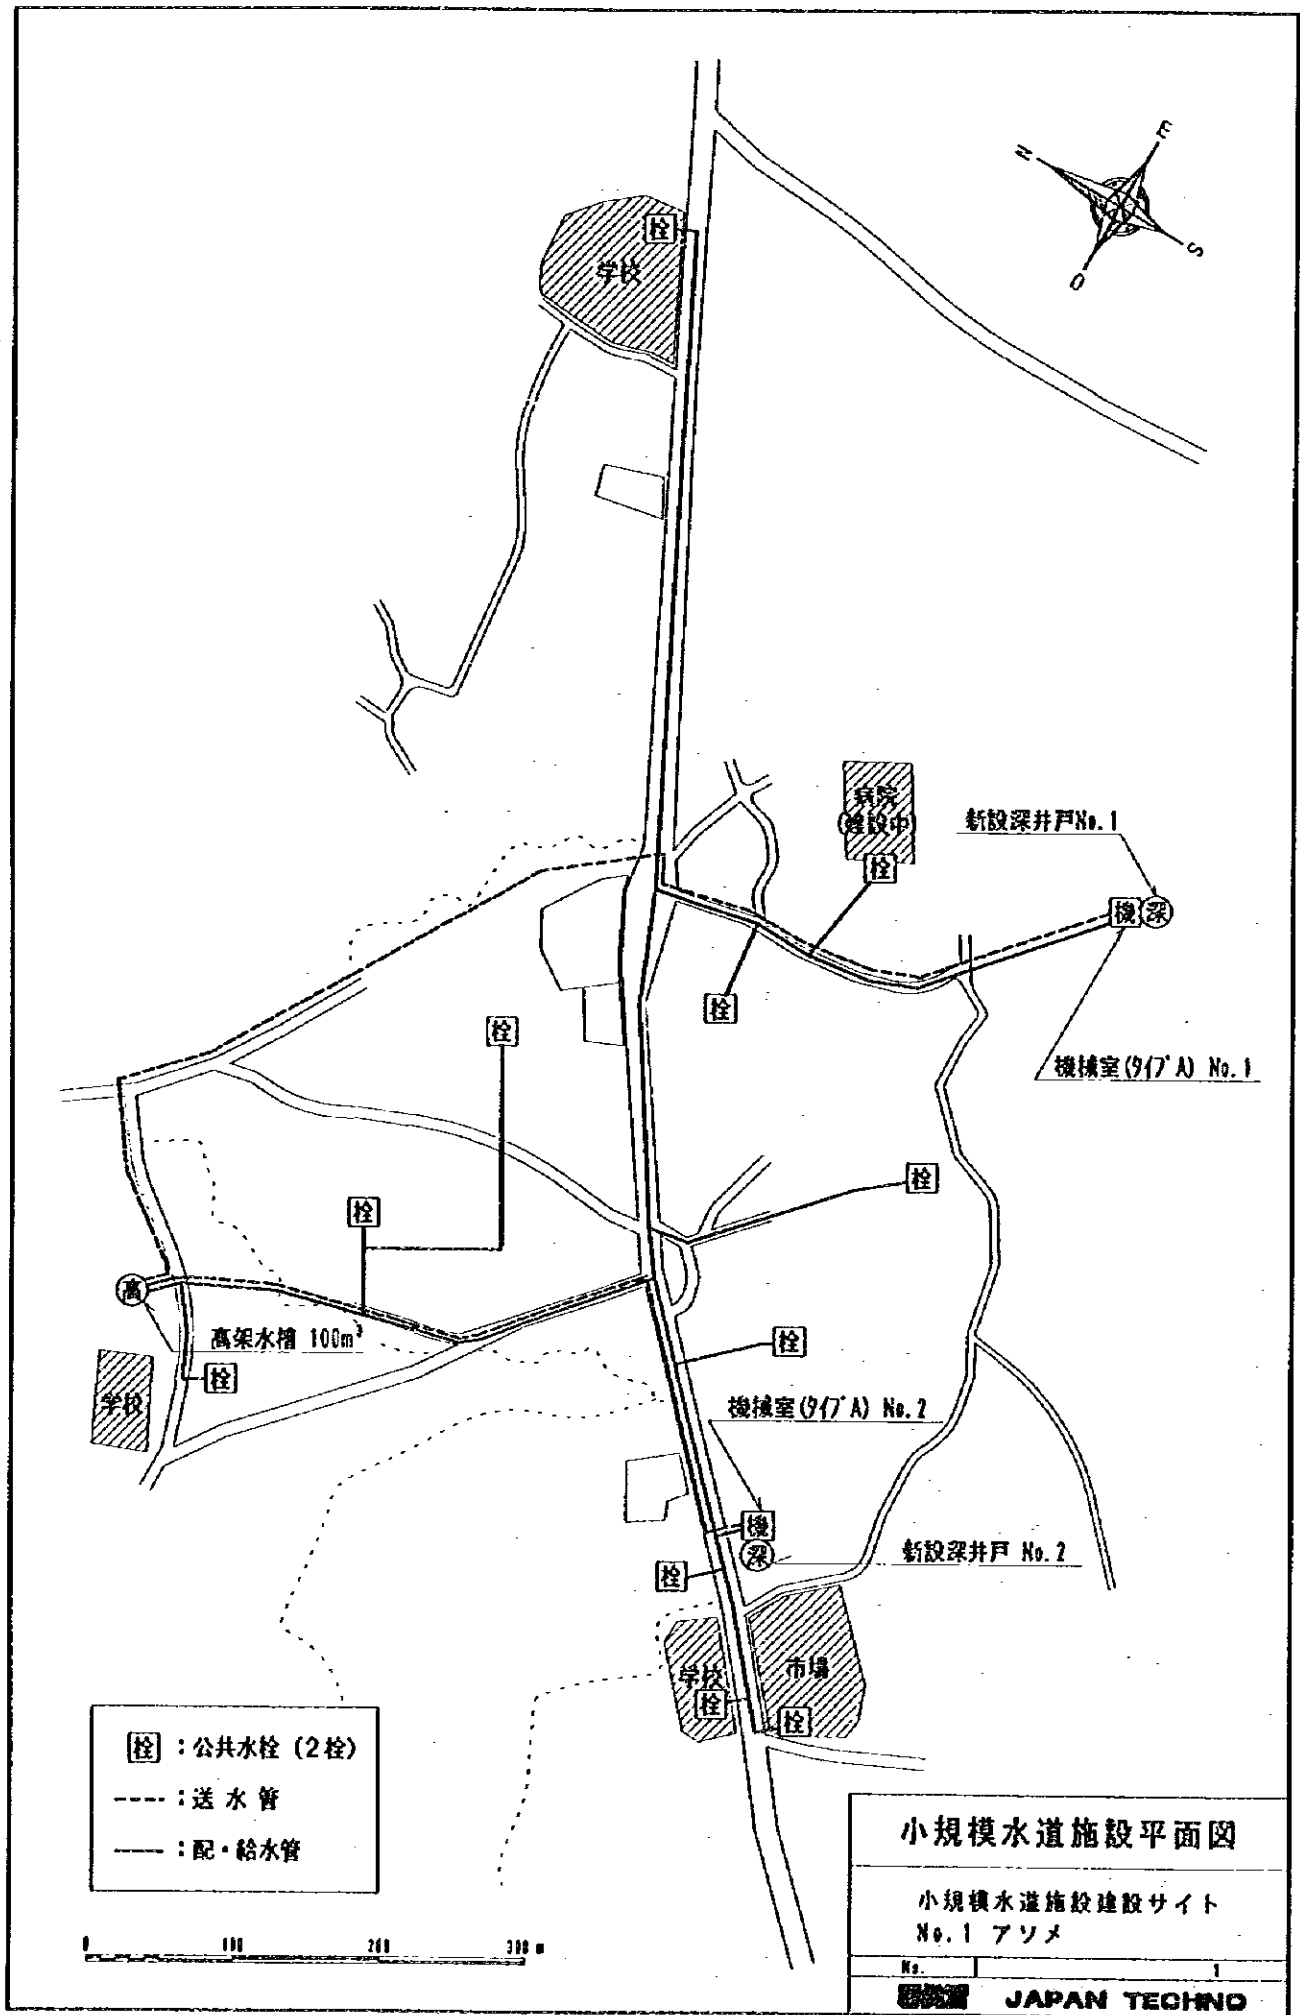 N
E
S
O
栓
学校
病院
(建設中)
栓
新設深井戸No.1
機
深
栓
機械室(タイプA) No.1
栓
栓
栓
高
高架水槽 100m³
栓
学校
栓
機械室(タイプA) No.2
機
深
新設深井戸 No.2
栓
学校
栓
市場
栓
栓 : 公共水栓 (2栓)
---- : 送水管
—— : 配・給水管
0 100 200 300 m
小規模水道施設平面図
小規模水道施設建設サイト
No.1 アソメ
No. 1
JAPAN TECHNO